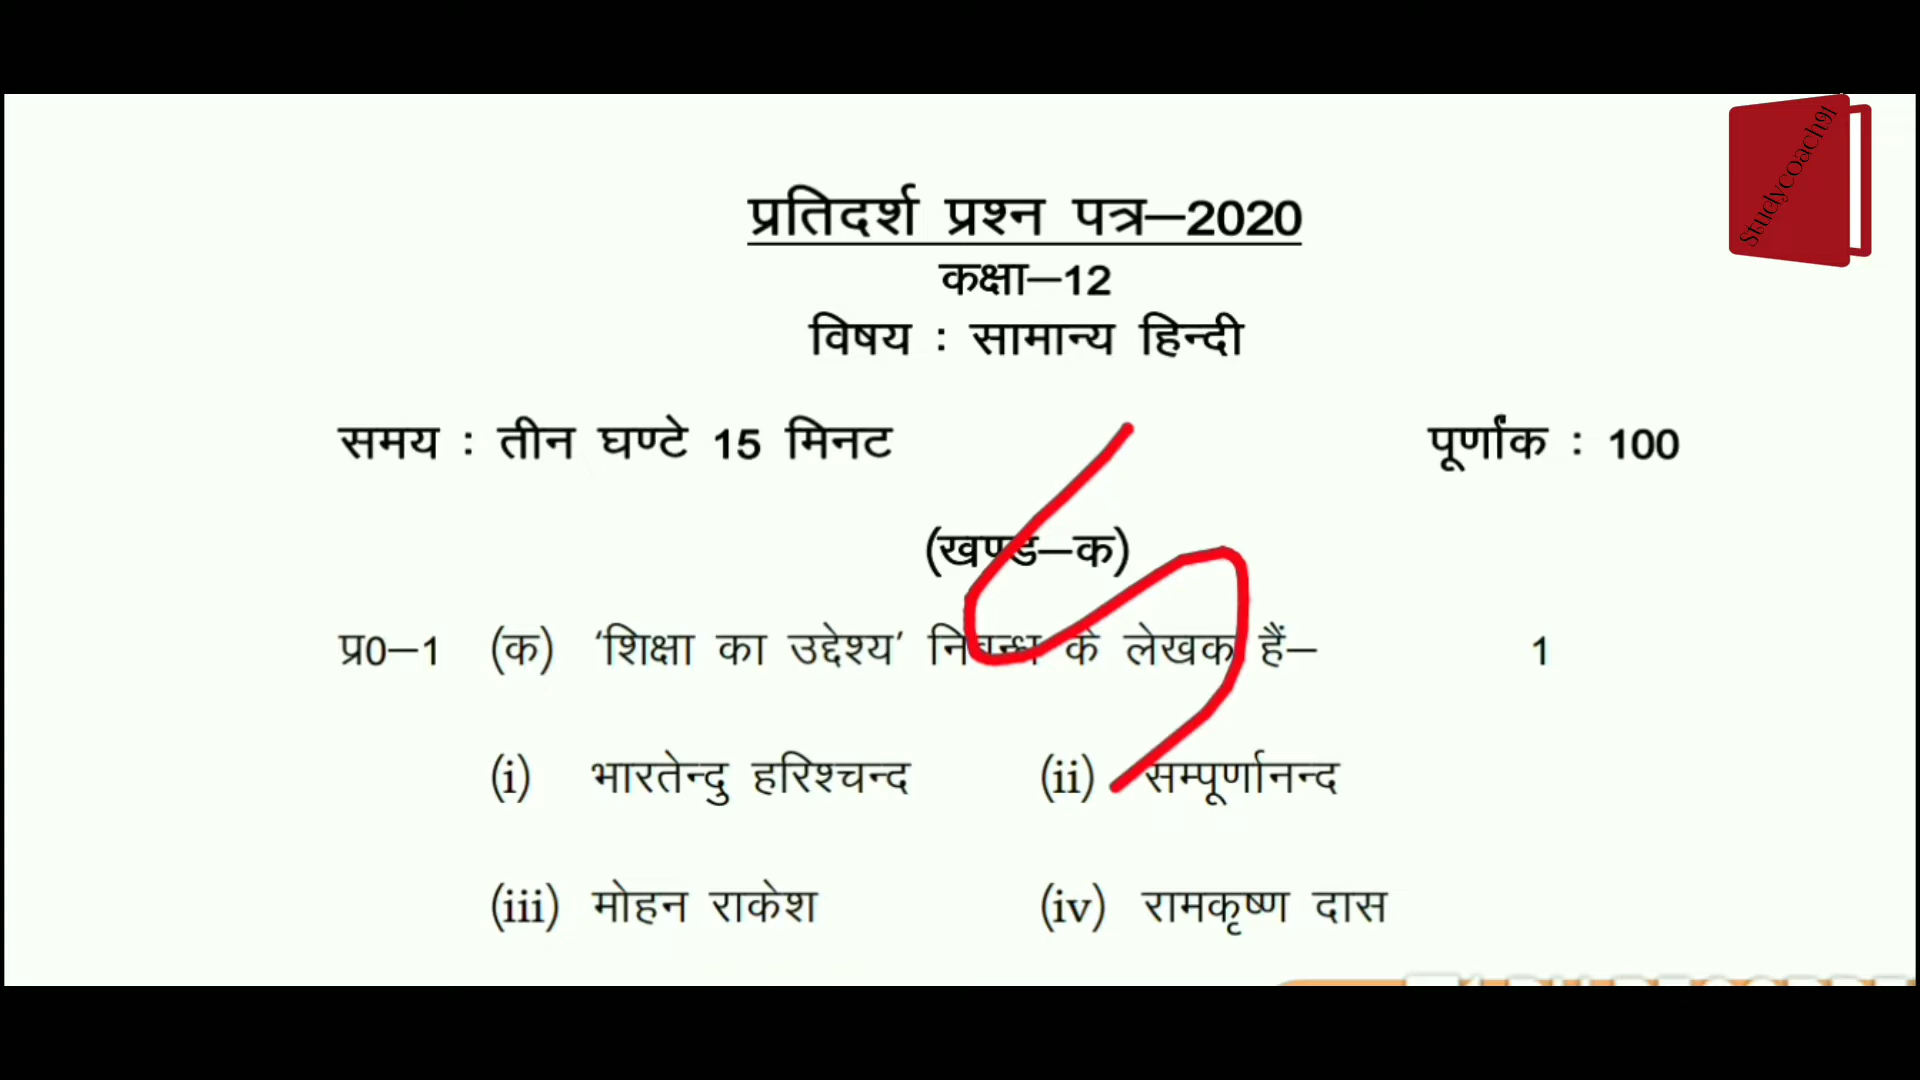 Studycoach91
प्रतिदर्श प्रश्न पत्र–2020
कक्षा–12
विषय : सामान्य हिन्दी
समय : तीन घण्टे 15 मिनट पूर्णांक : 100
(खण्ड–क)
प्र0–1 (क) ‘शिक्षा का उद्देश्य’ निबन्ध के लेखक हैं– 1
(i) भारतेन्दु हरिश्चन्द (ii) सम्पूर्णानन्द
(iii) मोहन राकेश (iv) रामकृष्ण दास